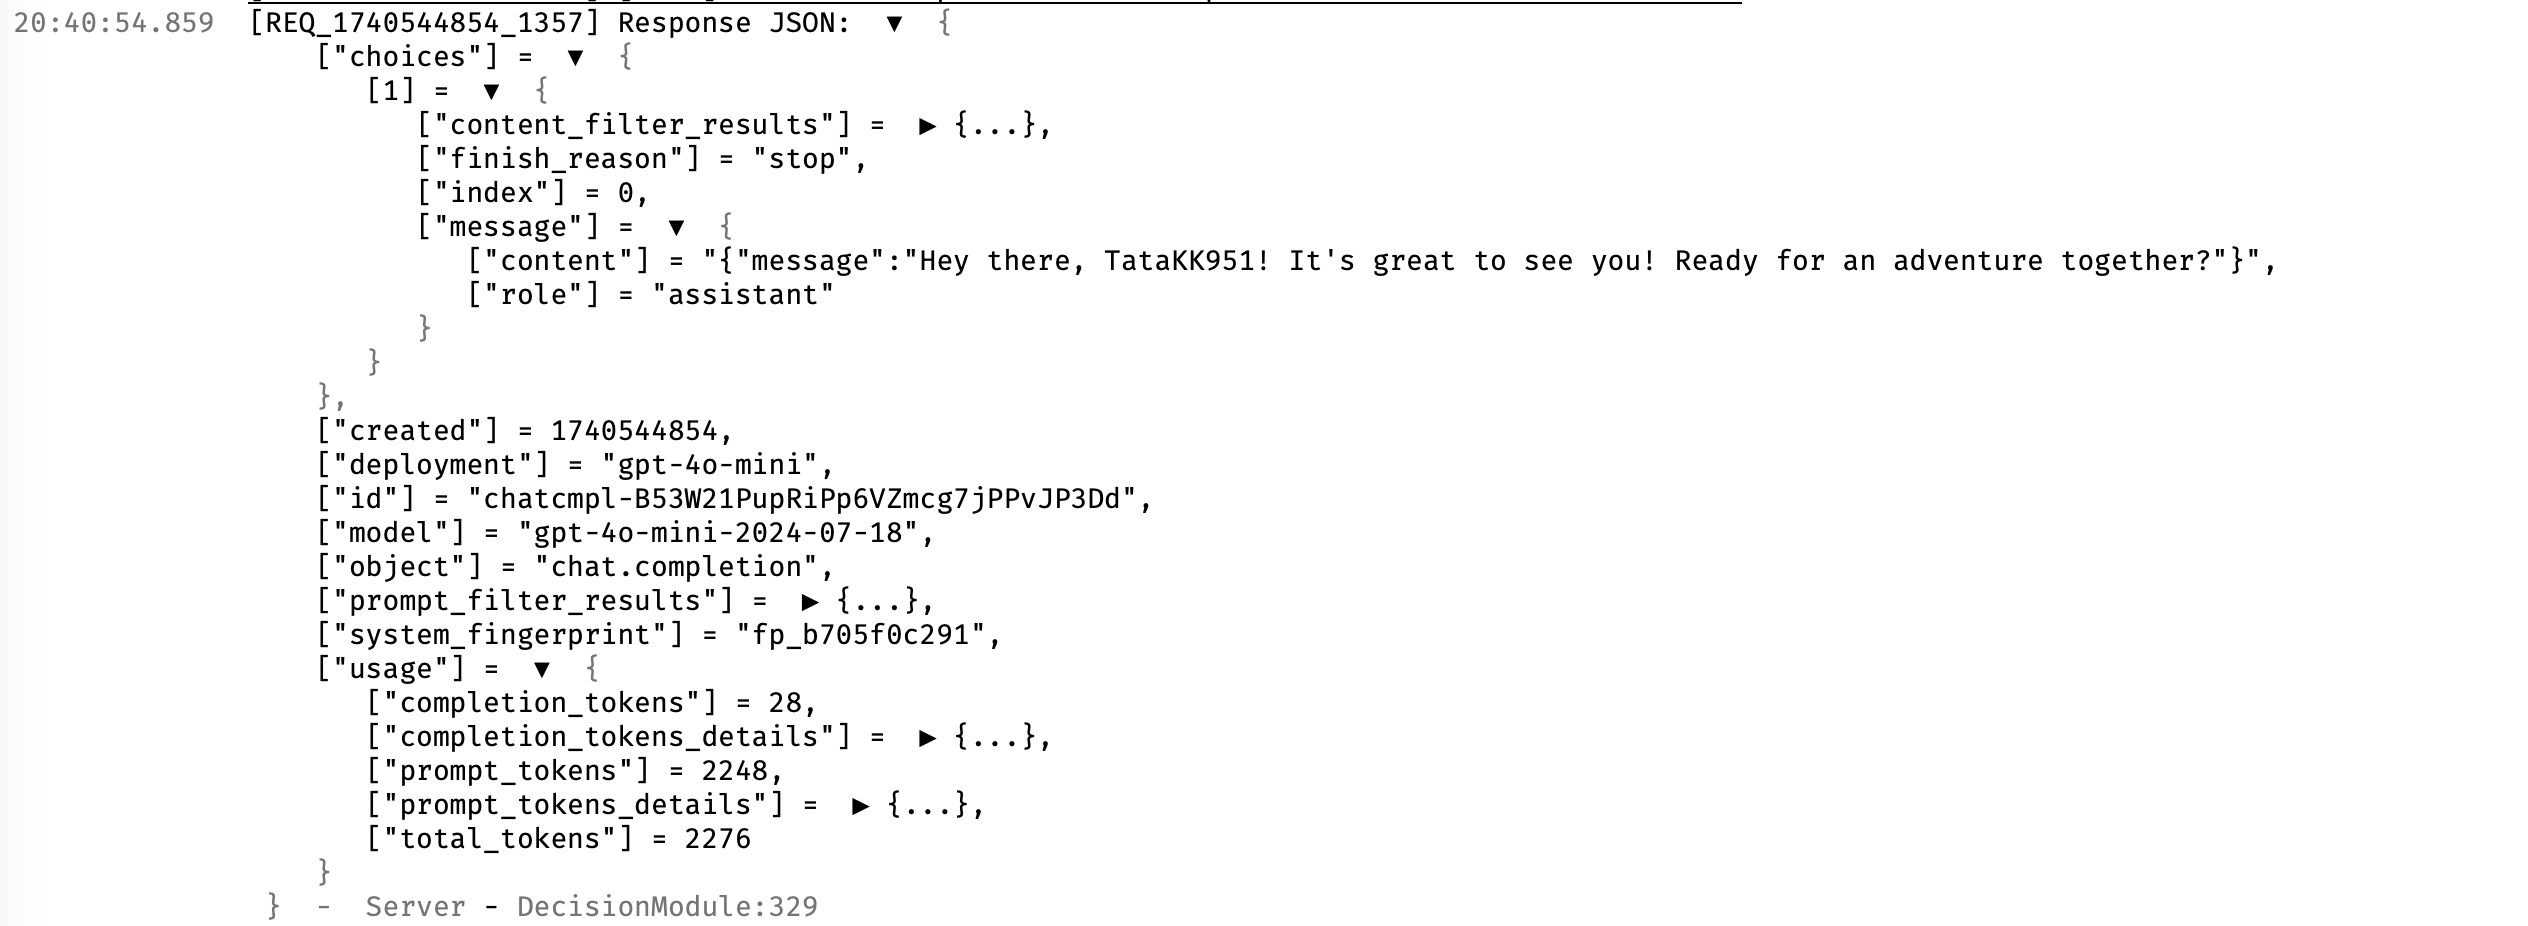 20:40:54.859 [REQ_1740544854_1357] Response JSON: ▼ {
["choices"] = ▼ {
[1] = ▼ {
["content_filter_results"] = ▶ {...},
["finish_reason"] = "stop",
["index"] = 0,
["message"] = ▼ {
["content"] = "{"message":"Hey there, TataKK951! It's great to see you! Ready for an adventure together?"}",
["role"] = "assistant"
}
}
},
["created"] = 1740544854,
["deployment"] = "gpt-4o-mini",
["id"] = "chatcmpl-B53W21PupRiPp6VZmcg7jPPvJP3Dd",
["model"] = "gpt-4o-mini-2024-07-18",
["object"] = "chat.completion",
["prompt_filter_results"] = ▶ {...},
["system_fingerprint"] = "fp_b705f0c291",
["usage"] = ▼ {
["completion_tokens"] = 28,
["completion_tokens_details"] = ▶ {...},
["prompt_tokens"] = 2248,
["prompt_tokens_details"] = ▶ {...},
["total_tokens"] = 2276
}
} - Server - DecisionModule:329